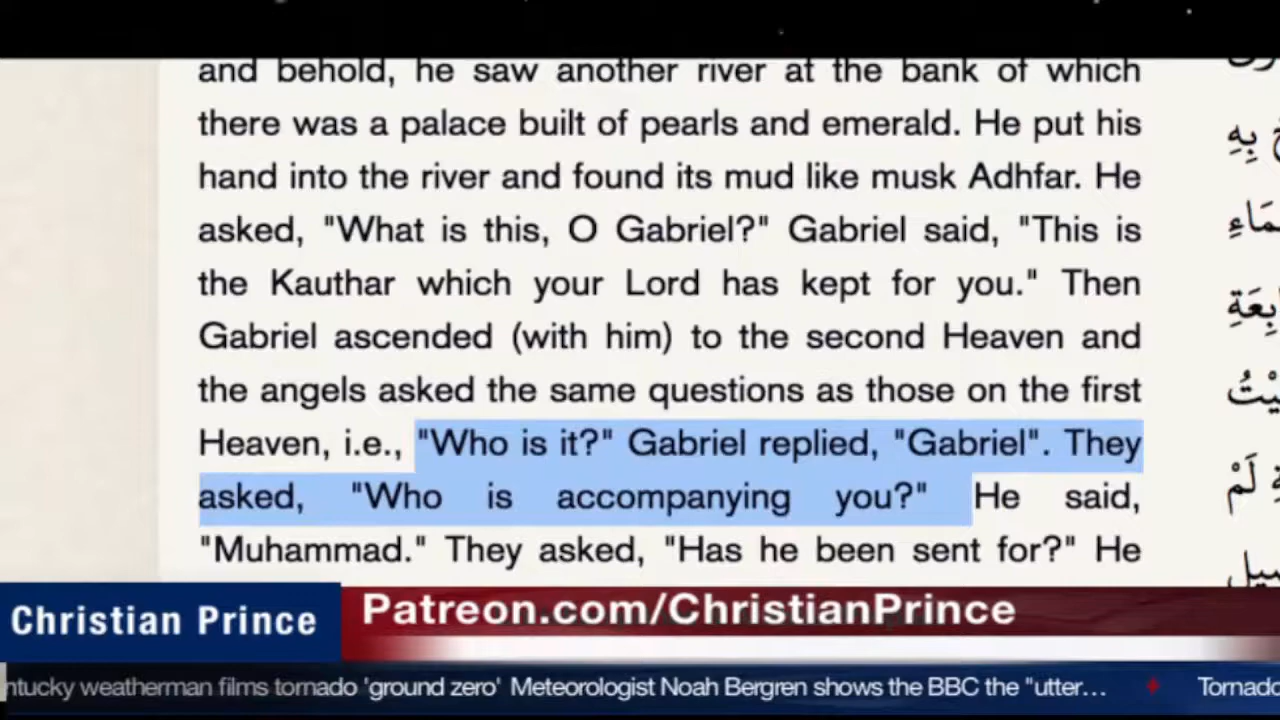 and behold, he saw another river at the bank of which
there was a palace built of pearls and emerald. He put his
hand into the river and found its mud like musk Adhfar. He
asked, "What is this, O Gabriel?" Gabriel said, "This is
the Kauthar which your Lord has kept for you." Then
Gabriel ascended (with him) to the second Heaven and
the angels asked the same questions as those on the first
Heaven, i.e., "Who is it?" Gabriel replied, "Gabriel". They
asked, "Who is accompanying you?" He said,
"Muhammad." They asked, "Has he been sent for?" He
بِهِ
لَمْ
Christian Prince
Patreon.com/ChristianPrince
ntucky weatherman films tornado 'ground zero' Meteorologist Noah Bergren shows the BBC the "utter... Tornado